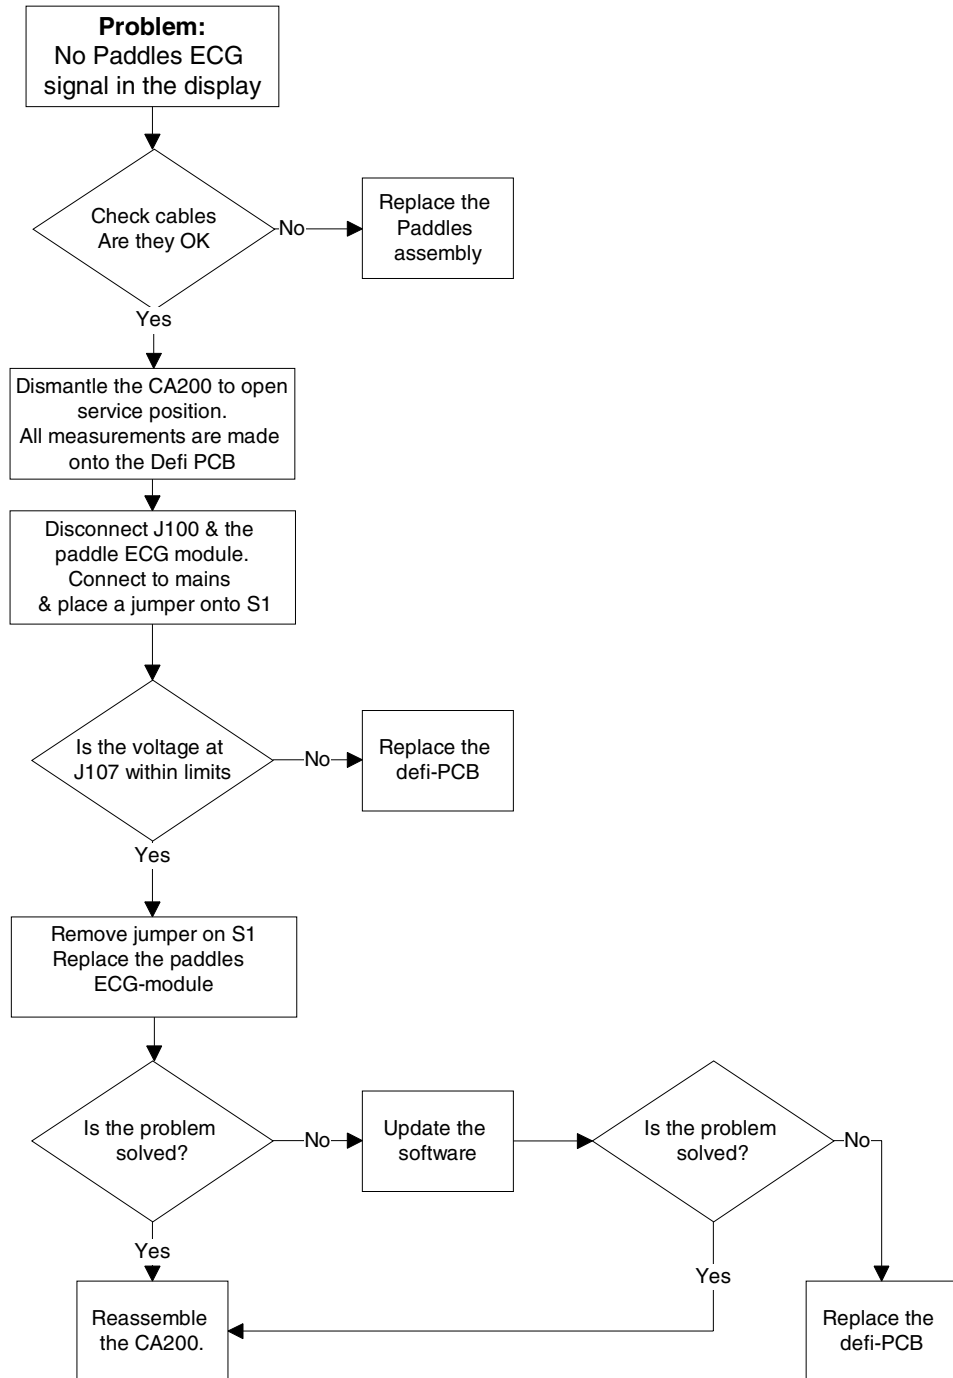 Problem:
No Paddles ECG
signal in the display
Check cables
Are they OK
No
Replace the
Paddles
assembly
Yes
Dismantle the CA200 to open
service position.
All measurements are made
onto the Defi PCB
Disconnect J100 & the
paddle ECG module.
Connect to mains
& place a jumper onto S1
Is the voltage at
J107 within limits
No
Replace the
defi-PCB
Yes
Remove jumper on S1
Replace the paddles
ECG-module
Is the problem
solved?
No
Update the
software
Is the problem
solved?
No
Yes
Yes
Reassemble
the CA200.
Replace the
defi-PCB